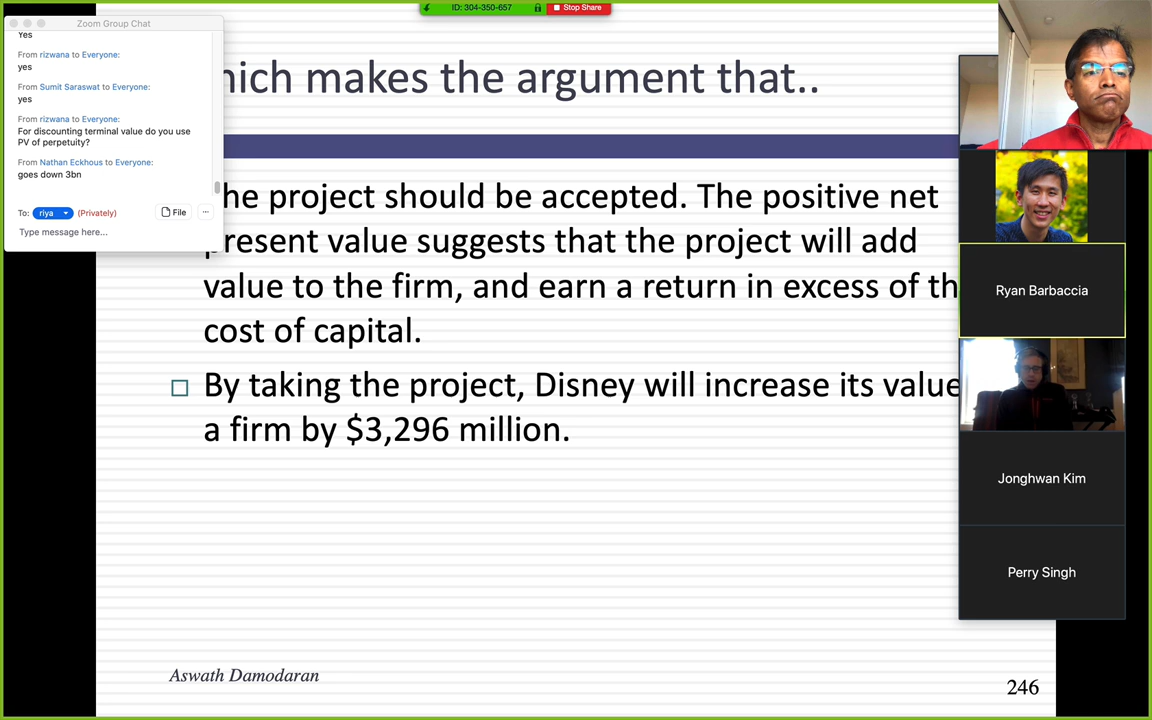 ID: 304-350-657
Stop Share
Zoom Group Chat
Yes
From rizwana to Everyone:
yes
From Sumit Saraswat to Everyone:
yes
From rizwana to Everyone:
For discounting terminal value do you use
PV of perpetuity?
From Nathan Eckhous to Everyone:
goes down 3bn
To: riya (Privately) File ...
Type message here...
hich makes the argument that..
he project should be accepted. The positive net
present value suggests that the project will add
value to the firm, and earn a return in excess of th
cost of capital.
By taking the project, Disney will increase its value
a firm by $3,296 million.
Aswath Damodaran
246
Ryan Barbaccia
Jonghwan Kim
Perry Singh